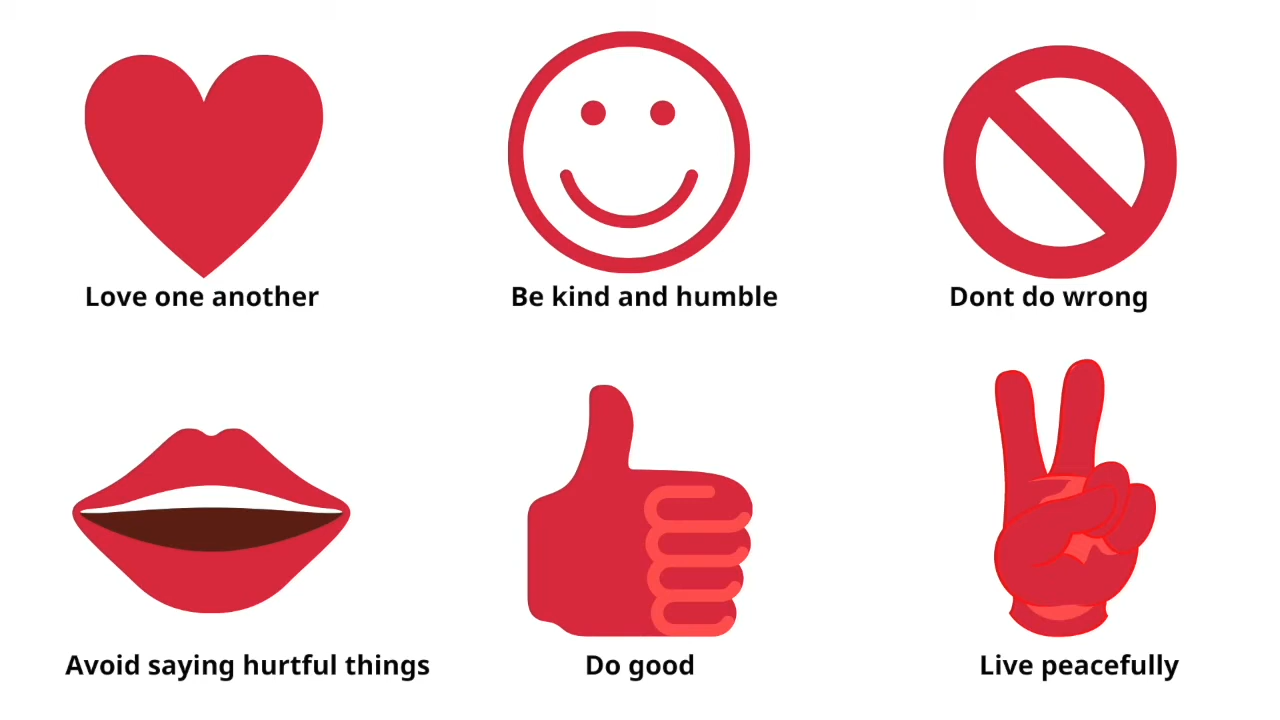 Love one another
Be kind and humble
Dont do wrong
Avoid saying hurtful things
Do good
Live peacefully